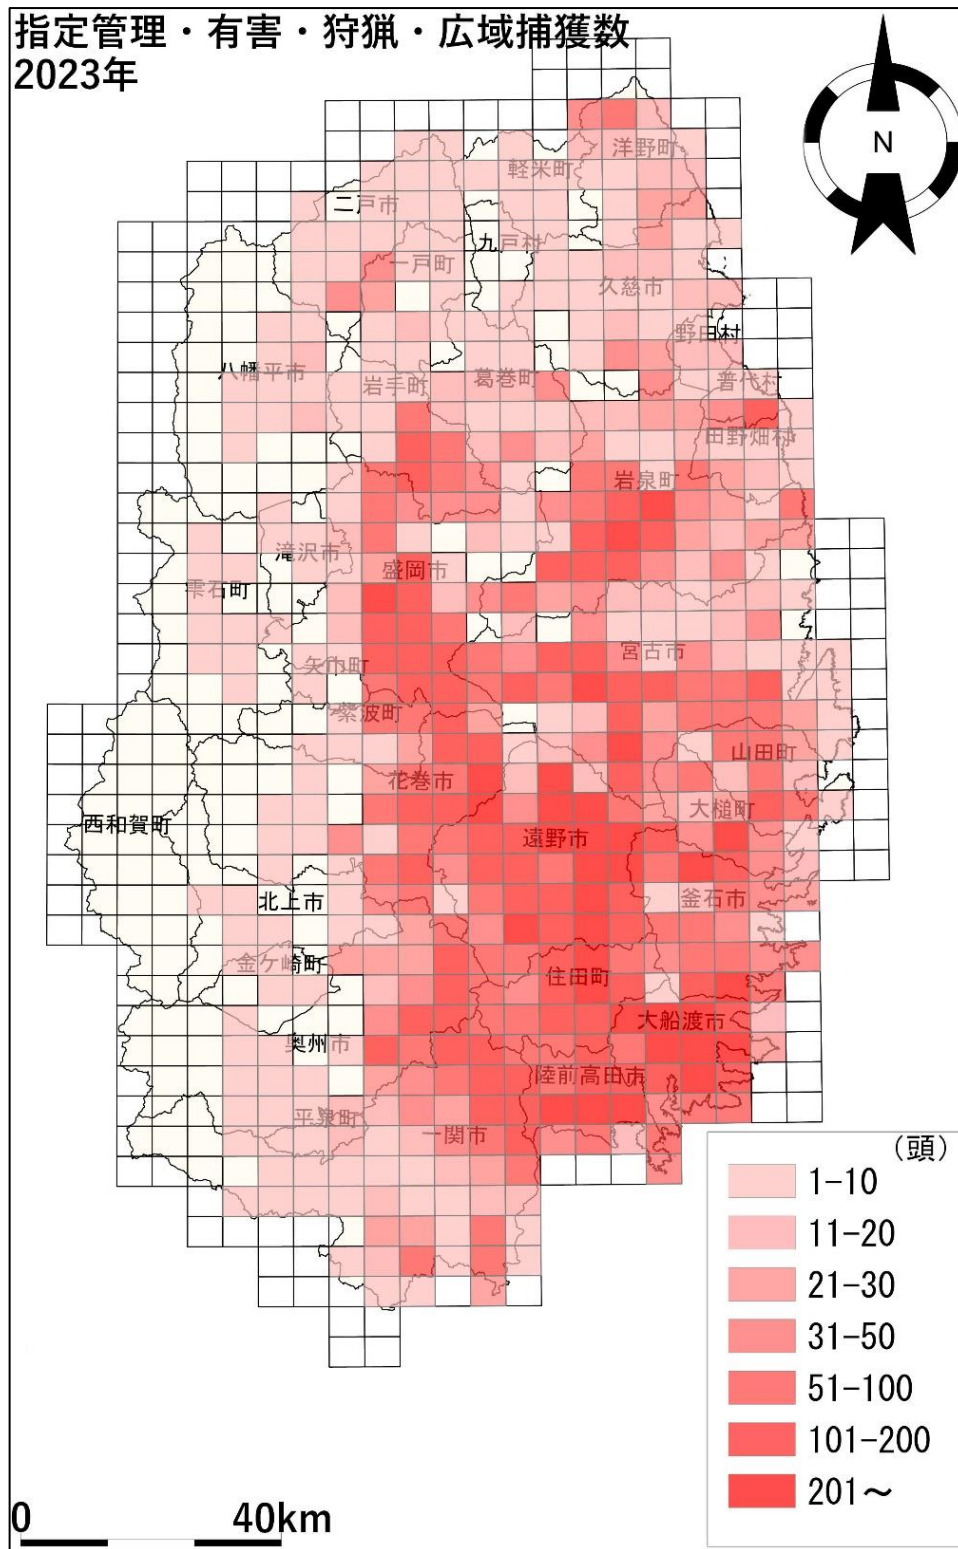 指定管理・有害・狩猟・広域捕獲数
2023年
N
洋野町
軽米町
二戸市
九戸村
一戸町
久慈市
野田村
八幡平市
岩手町
葛巻町
普代村
田野畑村
岩泉町
滝沢市
盛岡市
雫石町
宮古市
矢巾町
紫波町
山田町
花巻市
大槌町
西和賀町
遠野市
北上市
釜石市
金ケ崎町
住田町
大船渡市
奥州市
陸前高田市
平泉町
一関市
（頭）
1-10
11-20
21-30
31-50
51-100
101-200
201～
0 40km